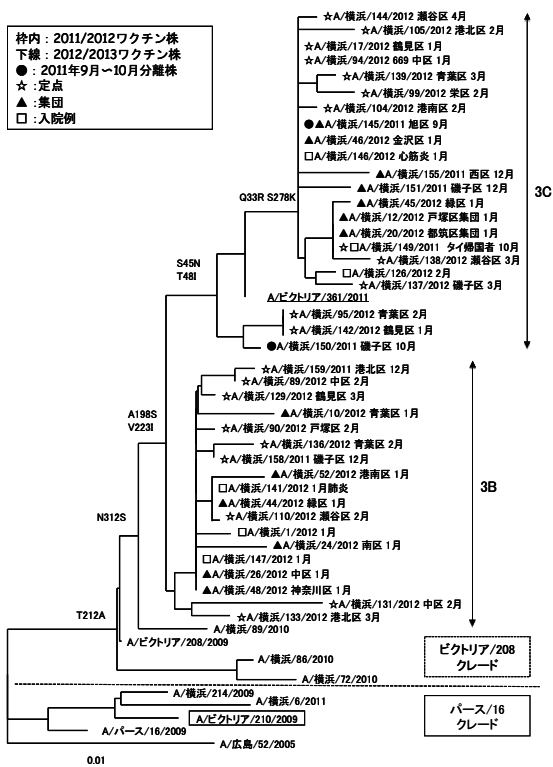 枠内：2011/2012ワクチン株
下線：2012/2013ワクチン株
●：2011年9月～10月分離株
☆：定点
▲：集団
□：入院例
☆A/横浜/144/2012 瀬谷区 4月
☆A/横浜/105/2012 港北区 2月
☆A/横浜/17/2012 鶴見区 1月
☆A/横浜/94/2012 669 中区 1月
☆A/横浜/139/2012 青葉区 3月
☆A/横浜/99/2012 栄区 2月
☆A/横浜/104/2012 港南区 2月
●▲A/横浜/145/2011 旭区 9月
▲A/横浜/46/2012 金沢区 1月
□A/横浜/146/2012 心筋炎 1月
▲A/横浜/155/2011 西区 12月
3C
▲A/横浜/151/2011 磯子区 12月
Q33R S278K
▲A/横浜/45/2012 緑区 1月
▲A/横浜/12/2012 戸塚区集団 1月
▲A/横浜/20/2012 都筑区集団 1月
☆□A/横浜/149/2011 タイ帰国者 10月
☆A/横浜/138/2012 瀬谷区 3月
S45N
T48I
□A/横浜/126/2012 2月
☆A/横浜/137/2012 磯子区 3月
A/ビクトリア/361/2011
☆A/横浜/95/2012 青葉区 2月
☆A/横浜/142/2012 鶴見区 1月
●A/横浜/150/2011 磯子区 10月
☆A/横浜/159/2011 港北区 12月
☆A/横浜/89/2012 中区 2月
☆A/横浜/129/2012 鶴見区 3月
A198S
V223I
▲A/横浜/10/2012 青葉区 1月
☆A/横浜/90/2012 戸塚区 2月
☆A/横浜/136/2012 青葉区 2月
☆A/横浜/158/2011 磯子区 12月
▲A/横浜/52/2012 港南区 1月
3B
□A/横浜/141/2012 1月肺炎
▲A/横浜/44/2012 緑区 1月
☆A/横浜/110/2012 瀬谷区 2月
N312S
□A/横浜/1/2012 1月
▲A/横浜/24/2012 南区 1月
□A/横浜/147/2012 1月
▲A/横浜/26/2012 中区 1月
▲A/横浜/48/2012 神奈川区 1月
☆A/横浜/131/2012 中区 2月
☆A/横浜/133/2012 港北区 3月
T212A
A/横浜/89/2010
A/ビクトリア/208/2009
ビクトリア/208
クレード
A/横浜/86/2010
A/横浜/72/2010
A/横浜/214/2009
A/横浜/6/2011
A/ビクトリア/210/2009
パース/16
クレード
A/パース/16/2009
A/広島/52/2005
0.01